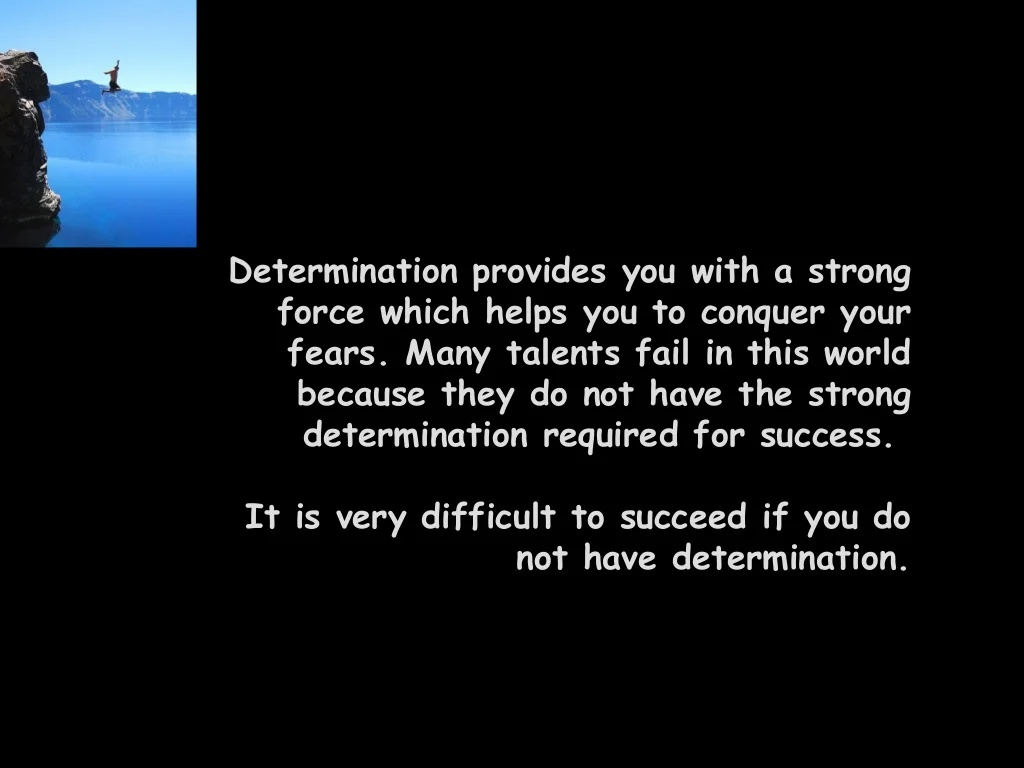 Determination provides you with a strong
force which helps you to conquer your
fears. Many talents fail in this world
because they do not have the strong
determination required for success.
It is very difficult to succeed if you do
not have determination.